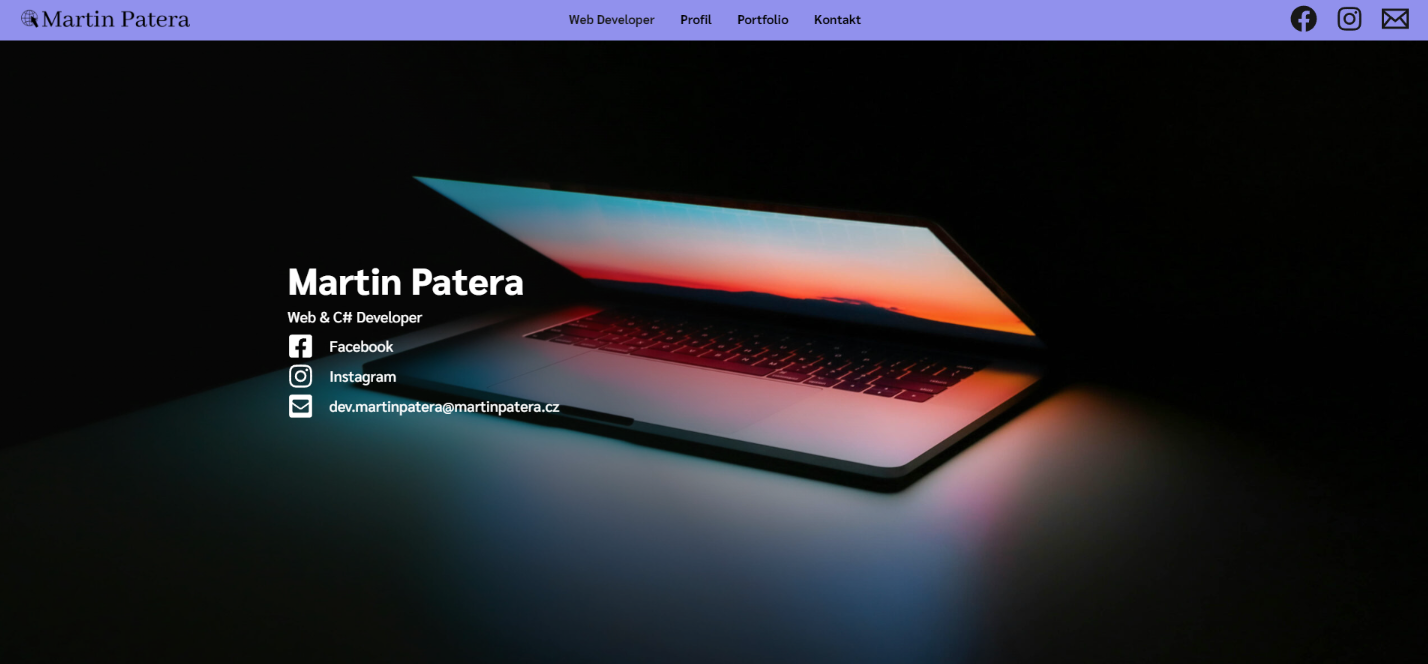 Martin Patera
Web Developer Profil Portfolio Kontakt
Martin Patera
Web & C# Developer
Facebook
Instagram
dev.martinpatera@martinpatera.cz